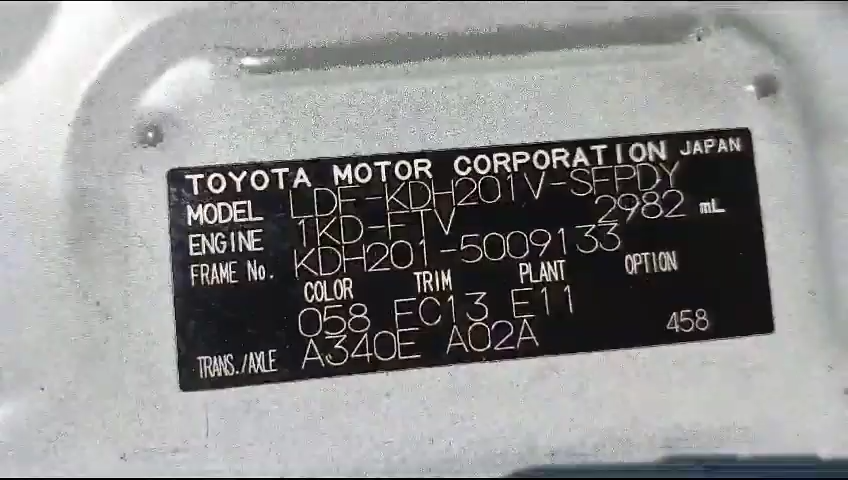 TOYOTA MOTOR CORPORATION JAPAN
MODEL LDF-KDH201V-SFPDY
ENGINE 1KD-FTV 2982 mL
FRAME No. KDH201-5009133
COLOR TRIM PLANT OPTION
058 FC13 E11
TRANS./AXLE A340E A02A 458